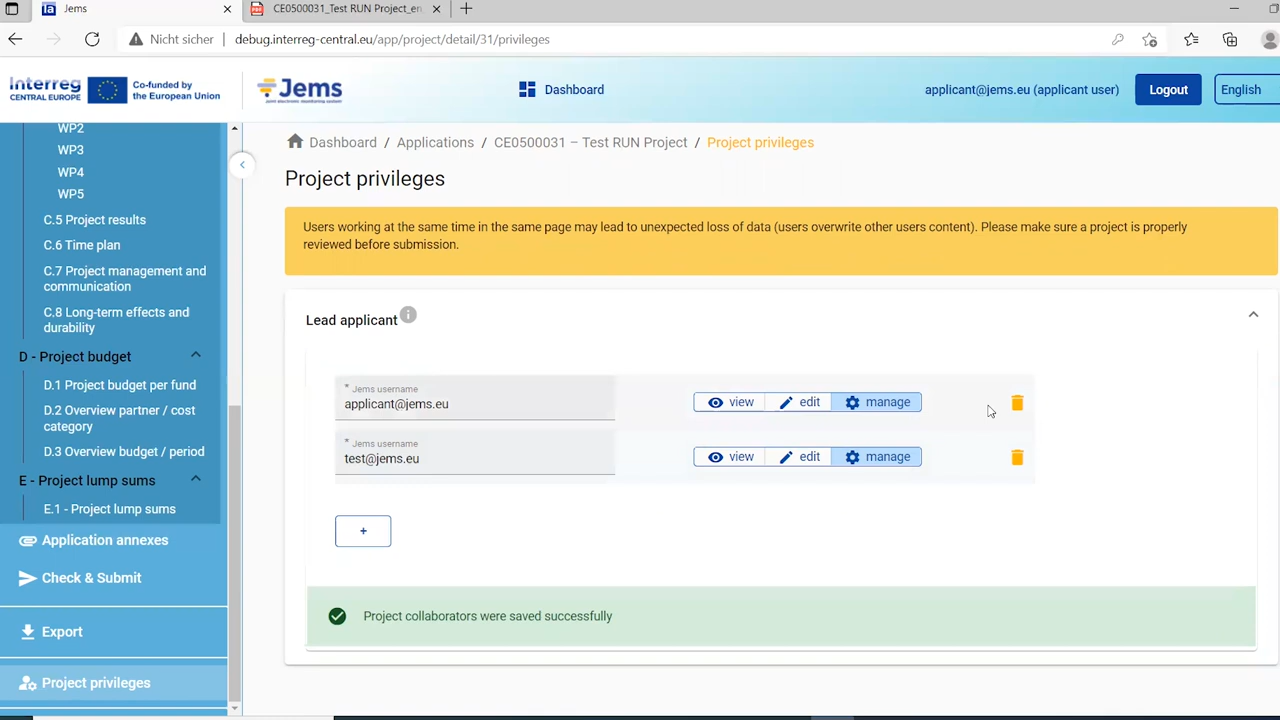 Jems
CE0500031_Test RUN Project_en
Nicht sicher
debug.interreg-central.eu/app/project/detail/31/privileges
Interreg
CENTRAL EUROPE
Co-funded by
the European Union
Jems
Joint electronic monitoring system
Dashboard
applicant@jems.eu (applicant user)
Logout
English
WP2
WP3
WP4
WP5
C.5 Project results
C.6 Time plan
C.7 Project management and
communication
C.8 Long-term effects and
durability
D - Project budget
D.1 Project budget per fund
D.2 Overview partner / cost
category
D.3 Overview budget / period
E - Project lump sums
E.1 - Project lump sums
Application annexes
Check & Submit
Export
Project privileges
Dashboard / Applications / CE0500031 – Test RUN Project / Project privileges
Project privileges
Users working at the same time in the same page may lead to unexpected loss of data (users overwrite other users content). Please make sure a project is properly
reviewed before submission.
Lead applicant
* Jems username
applicant@jems.eu
view edit manage
* Jems username
test@jems.eu
view edit manage
+
Project collaborators were saved successfully